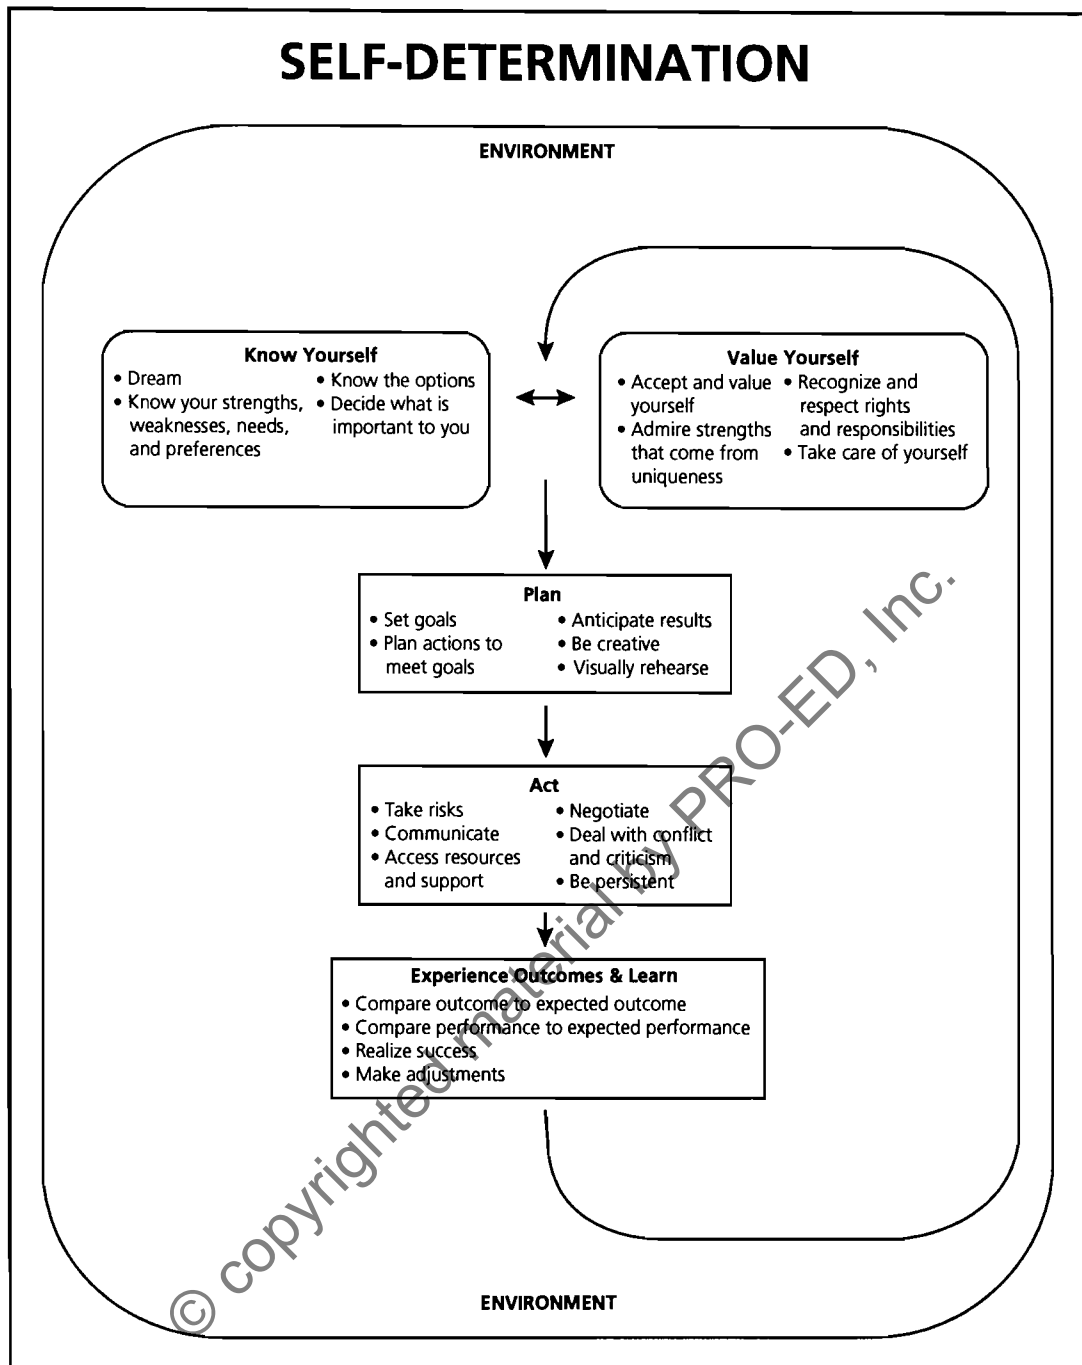 SELF-DETERMINATION
ENVIRONMENT
Know Yourself
• Dream
• Know your strengths,
weaknesses, needs,
and preferences
• Know the options
• Decide what is
important to you
Value Yourself
• Accept and value
yourself
• Admire strengths
that come from
uniqueness
• Recognize and
respect rights
and responsibilities
• Take care of yourself
Plan
• Set goals
• Plan actions to
meet goals
• Anticipate results
• Be creative
• Visually rehearse
Act
• Take risks
• Communicate
• Access resources
and support
• Negotiate
• Deal with conflict
and criticism
• Be persistent
Experience Outcomes & Learn
• Compare outcome to expected outcome
• Compare performance to expected performance
• Realize success
• Make adjustments
ENVIRONMENT
© copyrighted material by PRO-ED, Inc.